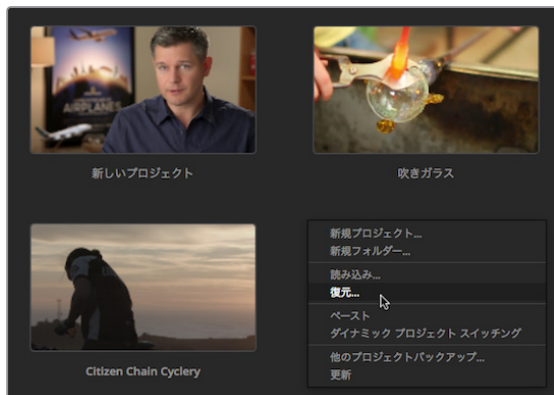 AIRPLANES
新しいプロジェクト
吹きガラス
Citizen Chain Cyclery
新規プロジェクト...
新規フォルダー...
読み込み...
復元...
ペースト
ダイナミック プロジェクト スイッチング
他のプロジェクトバックアップ...
更新